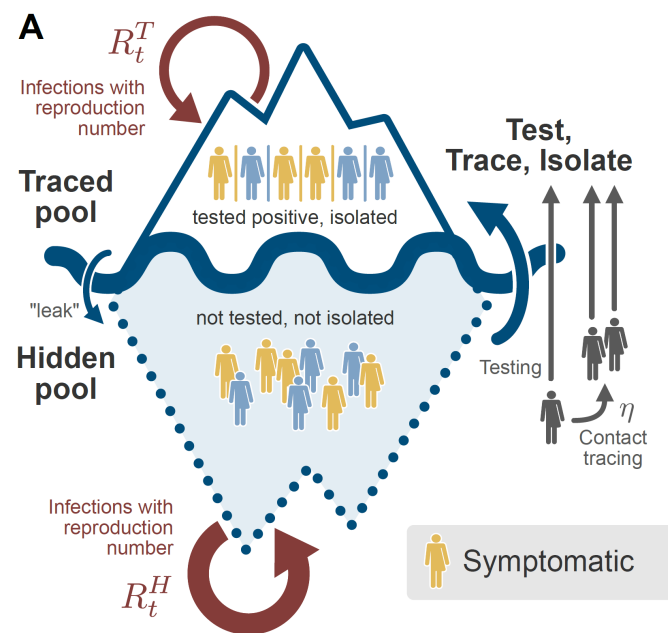 A
R_t^T
Infections with
reproduction
number
Test,
Trace, Isolate
Traced
pool
tested positive, isolated
"leak"
not tested, not isolated
Hidden
pool
Testing
η
Contact
tracing
Infections with
reproduction
number
R_t^H
Symptomatic